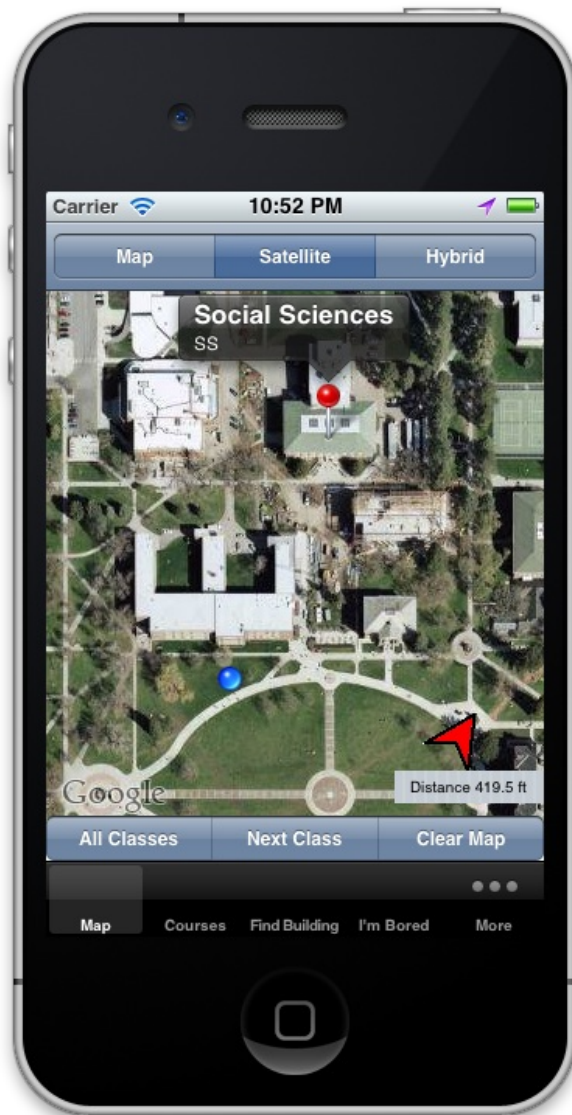 Carrier 10:52 PM
Map Satellite Hybrid
Social Sciences
SS
Google
Distance 419.5 ft
All Classes Next Class Clear Map
Map Courses Find Building I'm Bored More